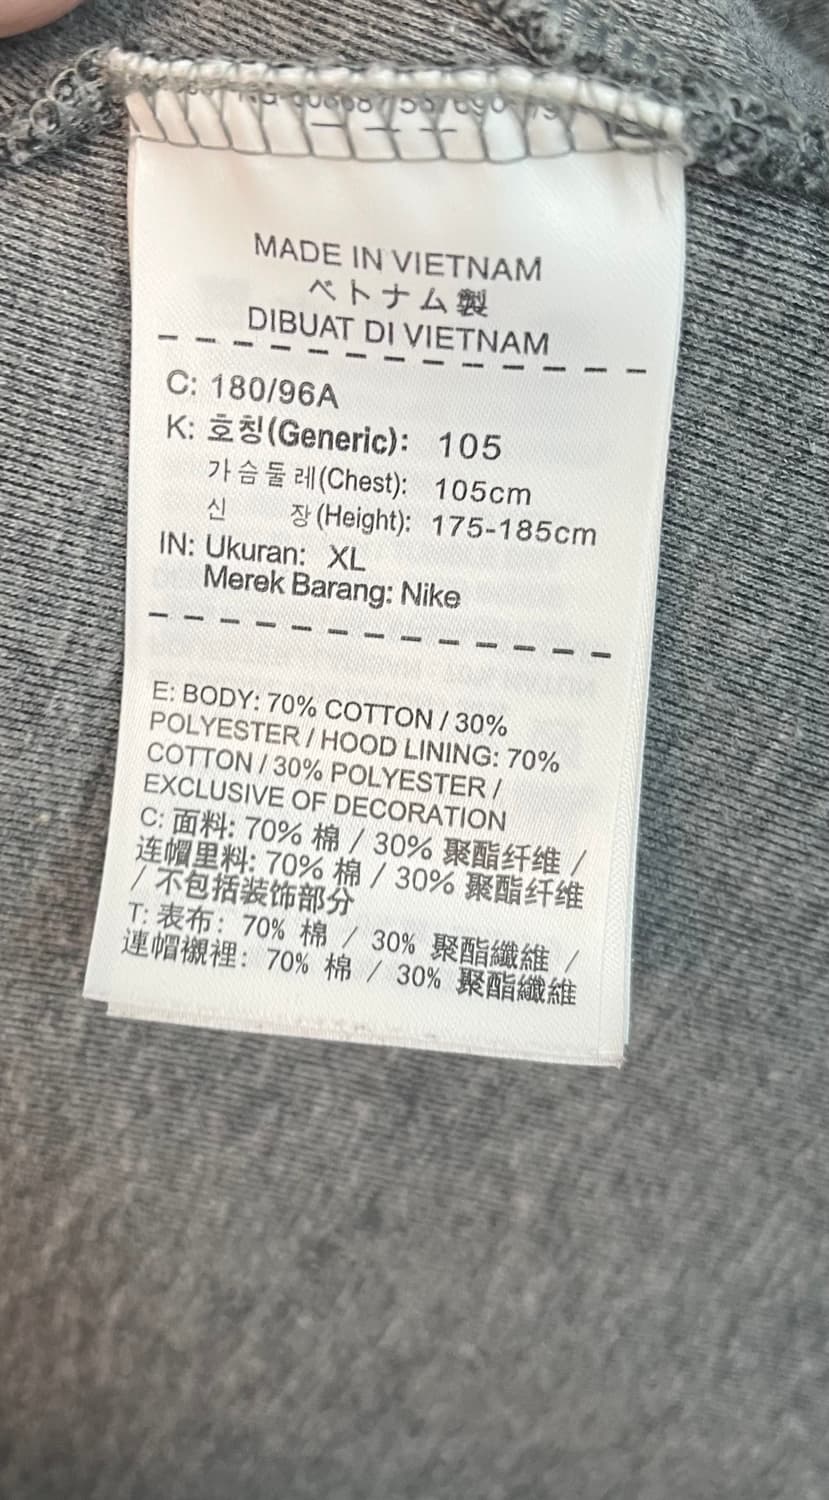 MADE IN VIETNAM
ベトナム製
DIBUAT DI VIETNAM
C: 180/96A
K: 호칭(Generic): 105
가슴둘레(Chest): 105cm
신 장(Height): 175-185cm
IN: Ukuran: XL
Merek Barang: Nike
E: BODY: 70% COTTON / 30%
POLYESTER / HOOD LINING: 70%
COTTON / 30% POLYESTER /
EXCLUSIVE OF DECORATION
C: 面料: 70% 棉 / 30% 聚酯纤维 /
连帽里料: 70% 棉 / 30% 聚酯纤维
/ 不包括装饰部分
T: 表布: 70% 棉 / 30% 聚酯纖維 /
連帽襯裡: 70% 棉 / 30% 聚酯纖維